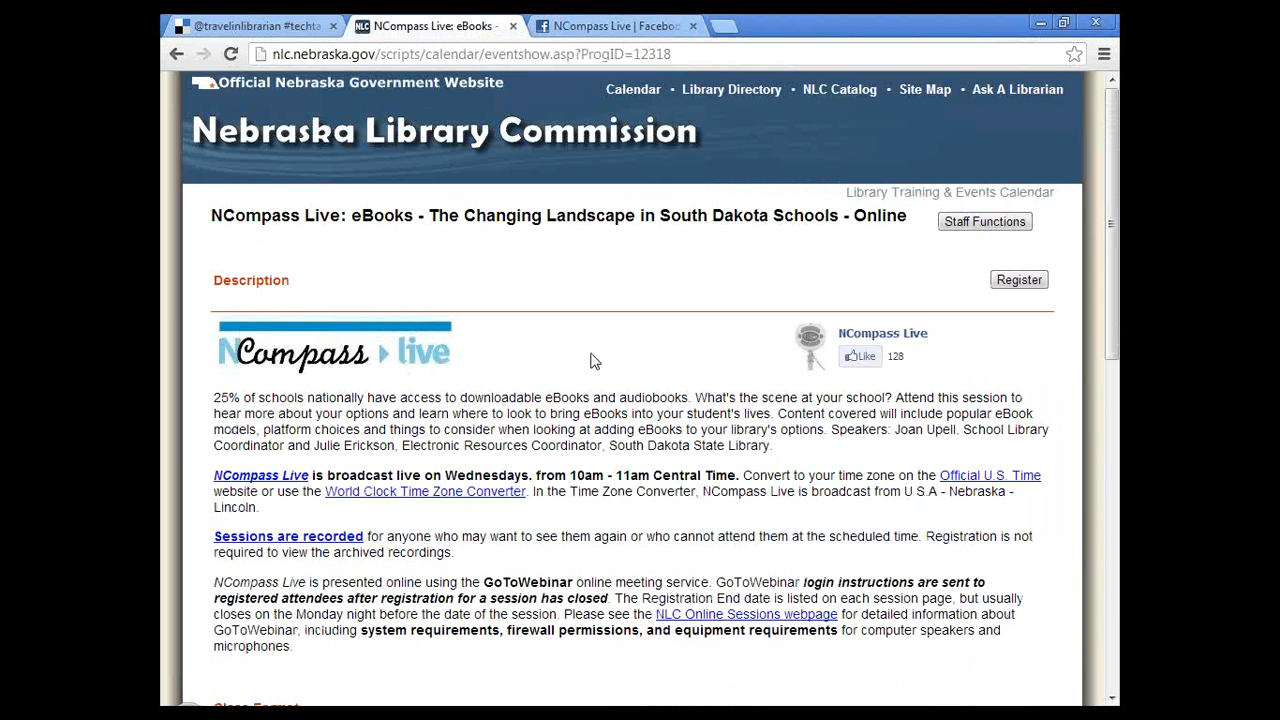 @travelinlibrarian #techta
NCompass Live: eBooks -
NCompass Live | Faceboo
nlc.nebraska.gov/scripts/calendar/eventshow.asp?ProgID=12318
Official Nebraska Government Website
Calendar • Library Directory • NLC Catalog • Site Map • Ask A Librarian
Nebraska Library Commission
Library Training & Events Calendar
NCompass Live: eBooks - The Changing Landscape in South Dakota Schools - Online
Staff Functions
Description
Register
NCompass live
NCompass Live
Like 128
25% of schools nationally have access to downloadable eBooks and audiobooks. What's the scene at your school? Attend this session to
hear more about your options and learn where to look to bring eBooks into your student's lives. Content covered will include popular eBook
models, platform choices and things to consider when looking at adding eBooks to your library's options. Speakers: Joan Upell, School Library
Coordinator and Julie Erickson, Electronic Resources Coordinator, South Dakota State Library.
NCompass Live is broadcast live on Wednesdays, from 10am - 11am Central Time. Convert to your time zone on the Official U.S. Time
website or use the World Clock Time Zone Converter. In the Time Zone Converter, NCompass Live is broadcast from U S A - Nebraska -
Lincoln.
Sessions are recorded for anyone who may want to see them again or who cannot attend them at the scheduled time. Registration is not
required to view the archived recordings.
NCompass Live is presented online using the GoToWebinar online meeting service. GoToWebinar login instructions are sent to
registered attendees after registration for a session has closed. The Registration End date is listed on each session page, but usually
closes on the Monday night before the date of the session. Please see the NLC Online Sessions webpage for detailed information about
GoToWebinar, including system requirements, firewall permissions, and equipment requirements for computer speakers and
microphones.